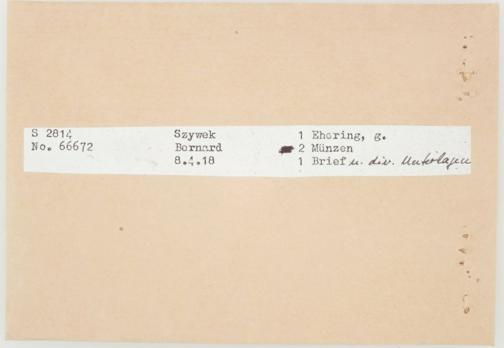 S 2814 Szywek 1 Ehering, g.
No. 66672 Bernard 2 Münzen
8.4.18 1 Brief u. div. Unterlagen